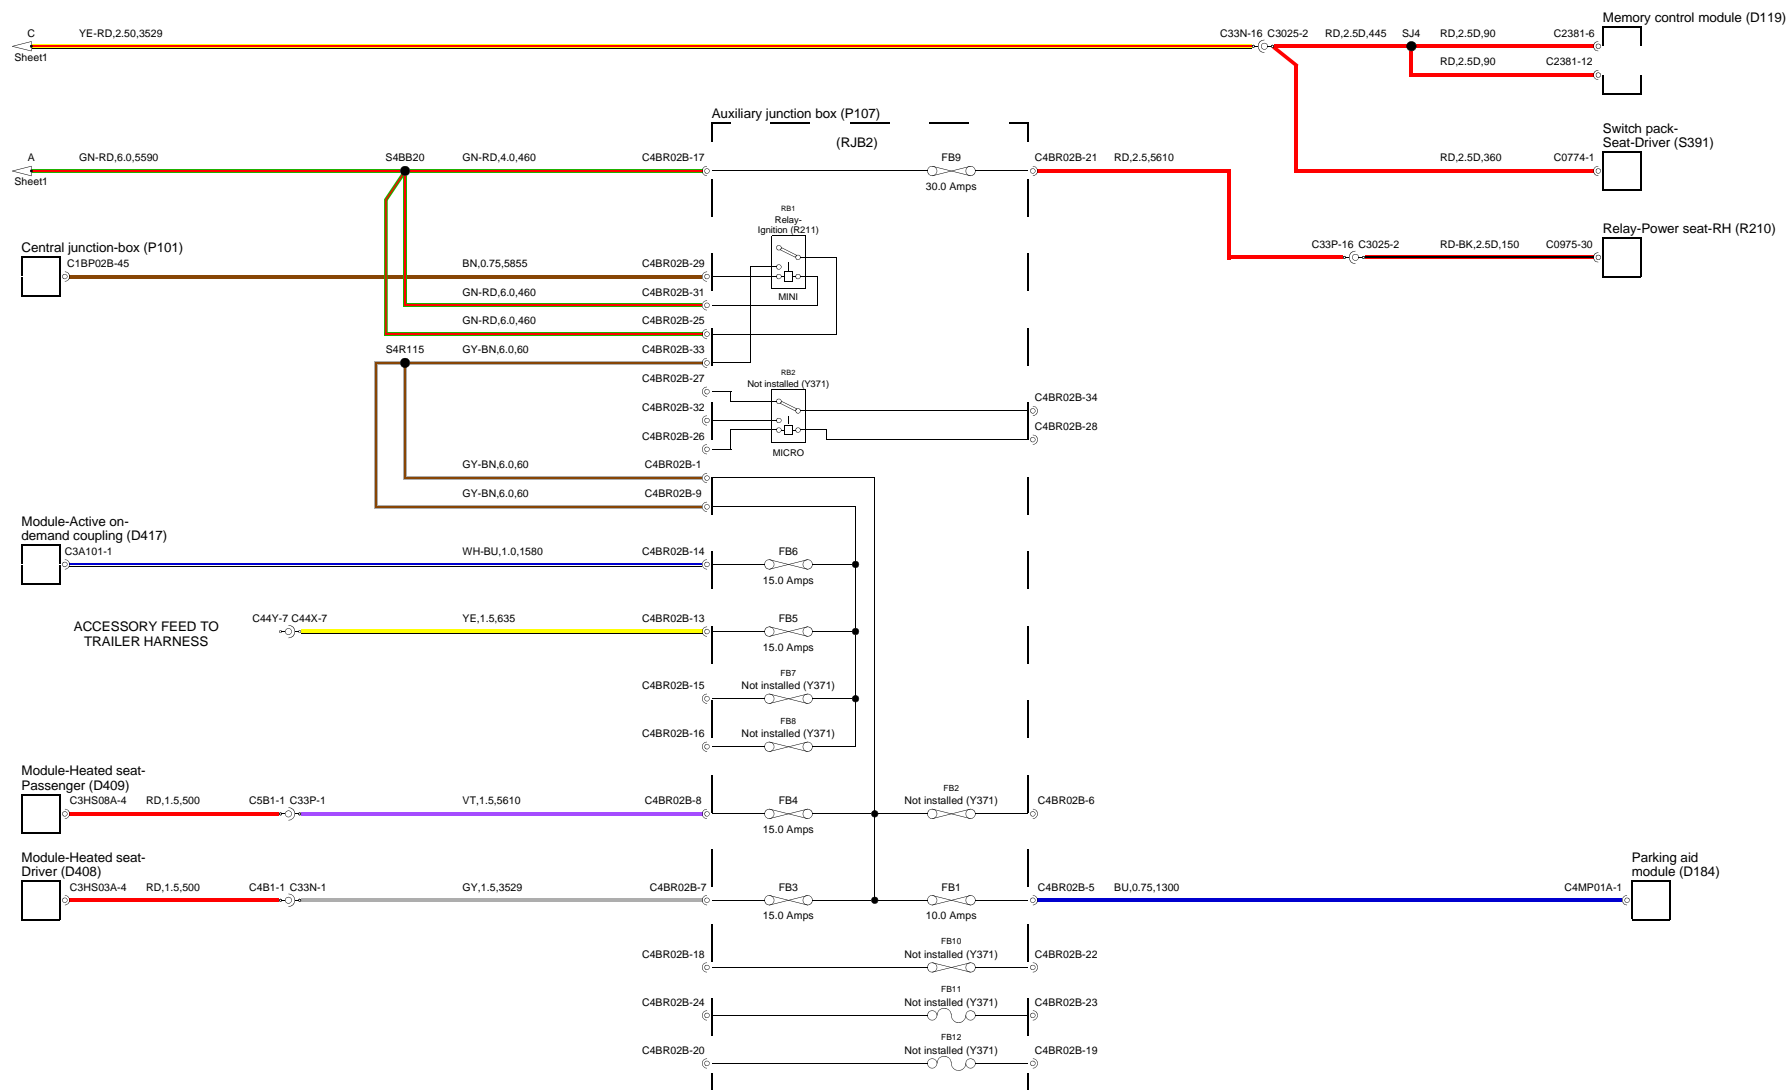 Memory control module (D119)
C
YE-RD,2.50,3529
C33N-16 C3025-2
RD,2.5D,445
SJ4
RD,2.5D,90
C2381-6
Sheet1
RD,2.5D,90
C2381-12
Auxiliary junction box (P107)
(RJB2)
Switch pack-
Seat-Driver (S391)
A
GN-RD,6.0,5590
S4BB20
GN-RD,4.0,460
C4BR02B-17
FB9
C4BR02B-21
RD,2.5,5610
RD,2.5D,360
C0774-1
Sheet1
30.0 Amps
RB1
Relay-
Ignition (R211)
Relay-Power seat-RH (R210)
Central junction-box (P101)
C33P-16 C3025-2
RD-BK,2.5D,150
C0975-30
C1BP02B-45
BN,0.75,5855
C4BR02B-29
GN-RD,6.0,460
C4BR02B-31
MINI
GN-RD,6.0,460
C4BR02B-25
S4R115
GY-BN,6.0,60
C4BR02B-33
RB2
Not installed (Y371)
C4BR02B-27
C4BR02B-34
C4BR02B-32
C4BR02B-28
C4BR02B-26
MICRO
GY-BN,6.0,60
C4BR02B-1
GY-BN,6.0,60
C4BR02B-9
Module-Active on-
demand coupling (D417)
C3A101-1
WH-BU,1.0,1580
C4BR02B-14
FB6
15.0 Amps
ACCESSORY FEED TO
TRAILER HARNESS
C44Y-7 C44X-7
YE,1.5,635
C4BR02B-13
FB5
15.0 Amps
FB7
C4BR02B-15
Not installed (Y371)
FB8
C4BR02B-16
Not installed (Y371)
Module-Heated seat-
Passenger (D409)
C3HS08A-4
RD,1.5,500
C5B1-1 C33P-1
VT,1.5,5610
C4BR02B-8
FB4
15.0 Amps
FB2
Not installed (Y371)
C4BR02B-6
Module-Heated seat-
Driver (D408)
Parking aid
module (D184)
C3HS03A-4
RD,1.5,500
C4B1-1 C33N-1
GY,1.5,3529
C4BR02B-7
FB3
15.0 Amps
FB1
10.0 Amps
C4BR02B-5
BU,0.75,1300
C4MP01A-1
FB10
C4BR02B-18
Not installed (Y371)
C4BR02B-22
FB11
C4BR02B-24
Not installed (Y371)
C4BR02B-23
FB12
C4BR02B-20
Not installed (Y371)
C4BR02B-19